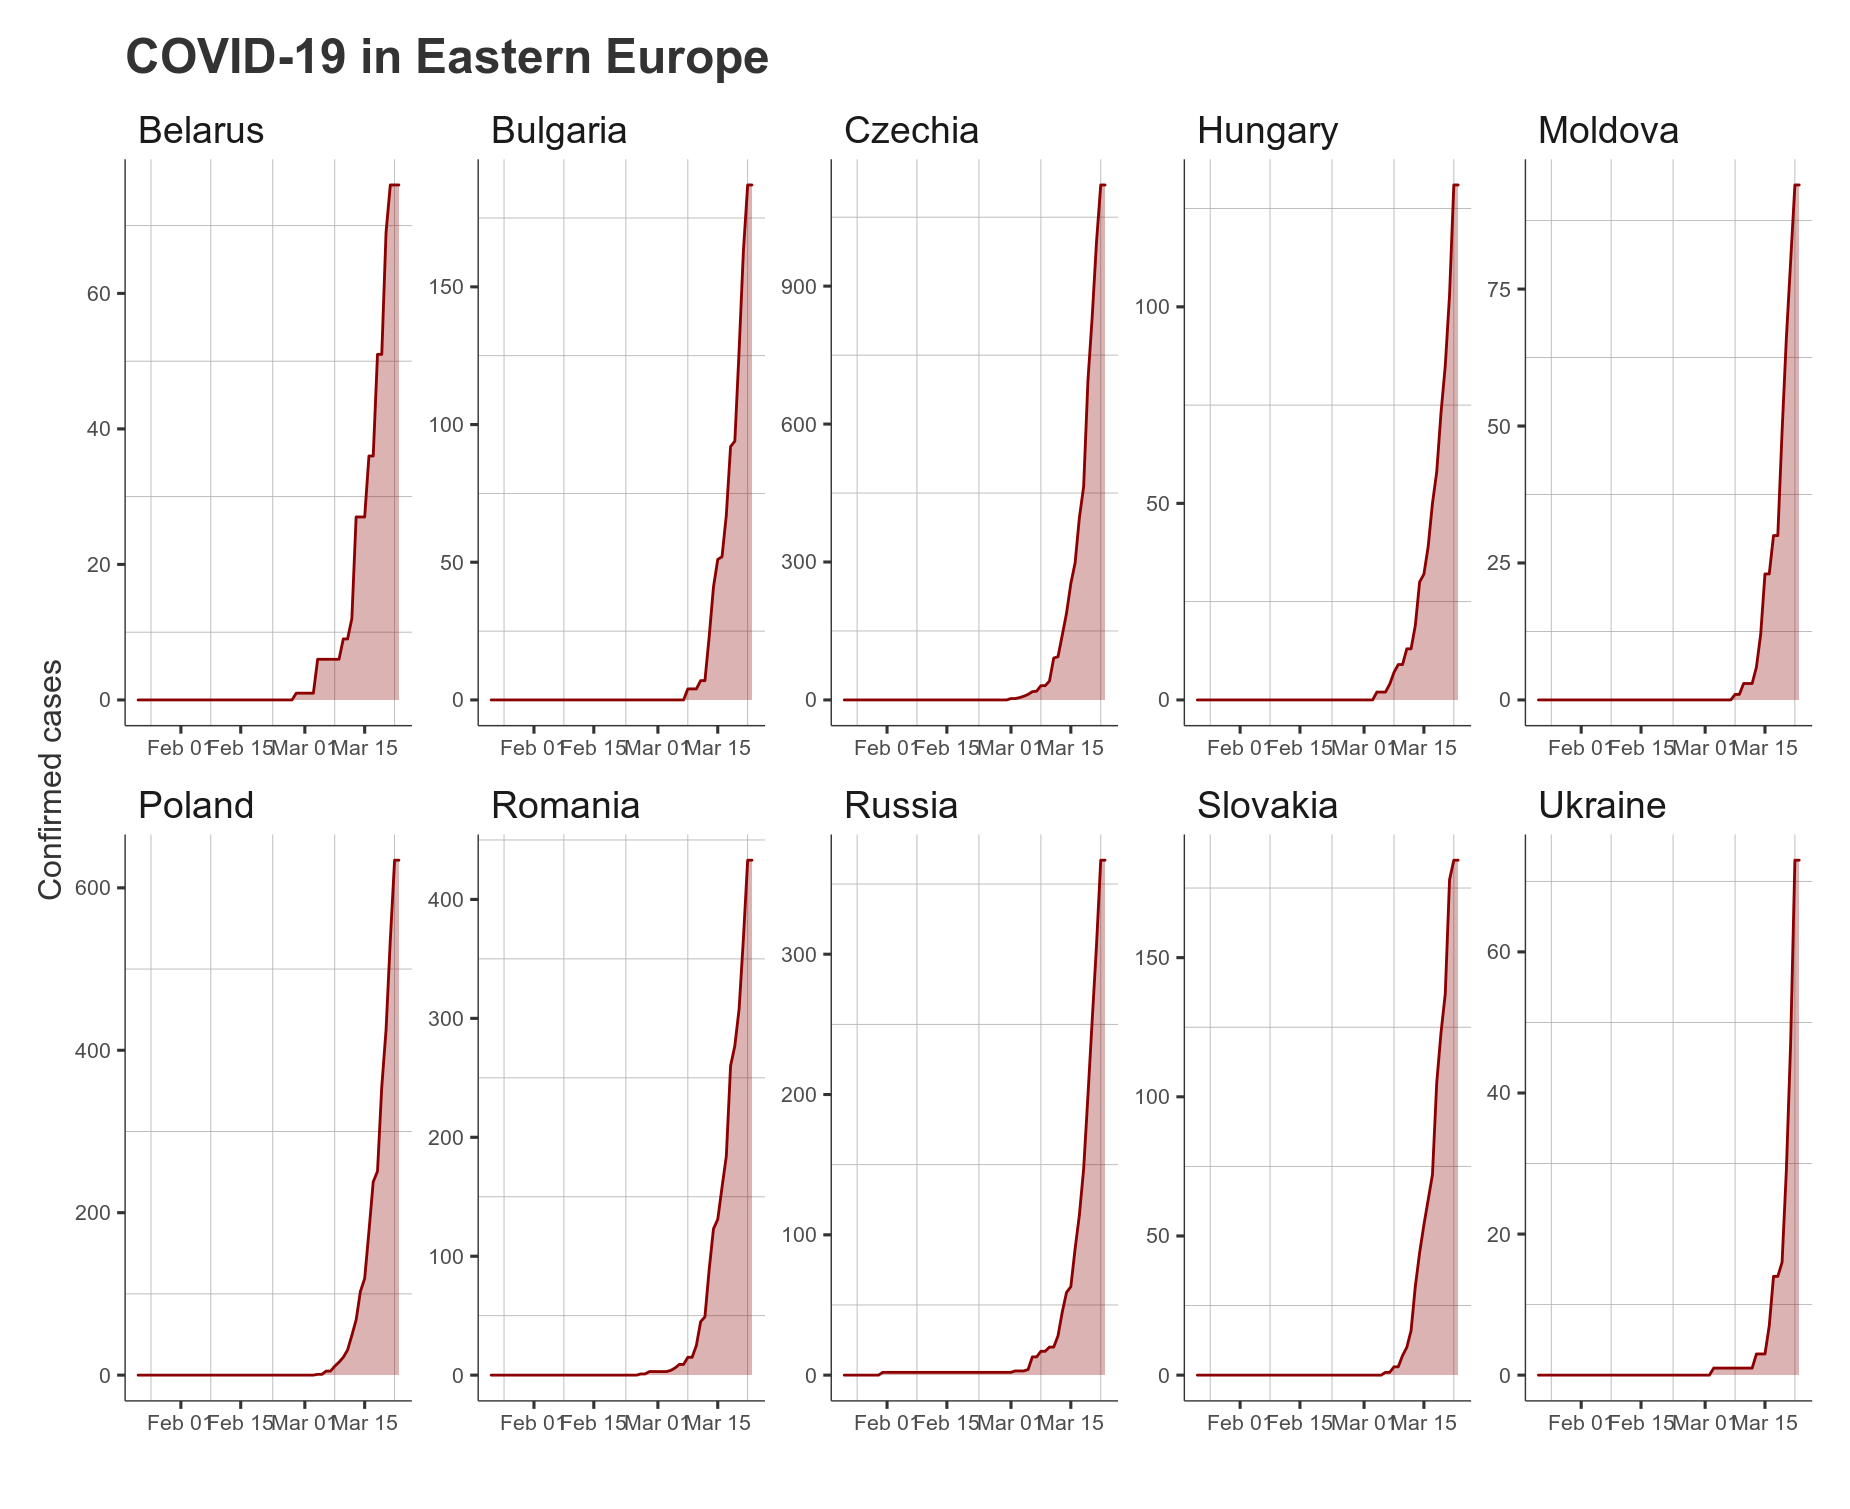 COVID-19 in Eastern Europe
Belarus
Bulgaria
Czechia
Hungary
Moldova
60
40
20
0
150
100
50
0
900
600
300
0
100
50
0
75
50
25
0
Feb 01 Feb 15 Mar 01 Mar 15
Feb 01 Feb 15 Mar 01 Mar 15
Feb 01 Feb 15 Mar 01 Mar 15
Feb 01 Feb 15 Mar 01 Mar 15
Feb 01 Feb 15 Mar 01 Mar 15
Confirmed cases
Poland
Romania
Russia
Slovakia
Ukraine
600
400
200
0
400
300
200
100
0
300
200
100
0
150
100
50
0
60
40
20
0
Feb 01 Feb 15 Mar 01 Mar 15
Feb 01 Feb 15 Mar 01 Mar 15
Feb 01 Feb 15 Mar 01 Mar 15
Feb 01 Feb 15 Mar 01 Mar 15
Feb 01 Feb 15 Mar 01 Mar 15